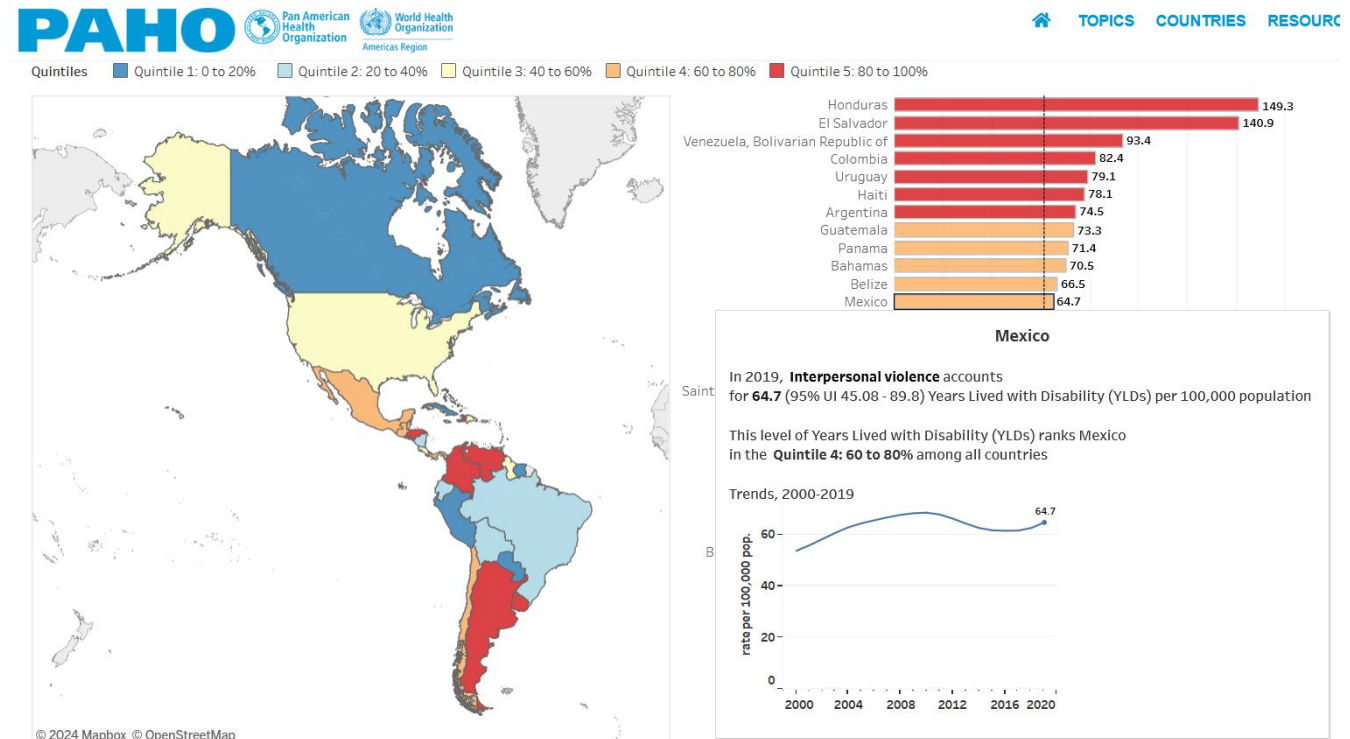 PAHO
Pan American
Health
Organization
World Health
Organization
Americas Region
TOPICS COUNTRIES RESOURC
Quintiles Quintile 1: 0 to 20% Quintile 2: 20 to 40% Quintile 3: 40 to 60% Quintile 4: 60 to 80% Quintile 5: 80 to 100%
Honduras 149.3
El Salvador 140.9
Venezuela, Bolivarian Republic of 93.4
Colombia 82.4
Uruguay 79.1
Haiti 78.1
Argentina 74.5
Guatemala 73.3
Panama 71.4
Bahamas 70.5
Belize 66.5
Mexico 64.7
Saint
B
Mexico
In 2019, Interpersonal violence accounts
for 64.7 (95% UI 45.08 - 89.8) Years Lived with Disability (YLDs) per 100,000 population
This level of Years Lived with Disability (YLDs) ranks Mexico
in the Quintile 4: 60 to 80% among all countries
Trends, 2000-2019
64.7
rate per 100,000 pop.
60
40
20
0
2000 2004 2008 2012 2016 2020
© 2024 Mapbox © OpenStreetMap